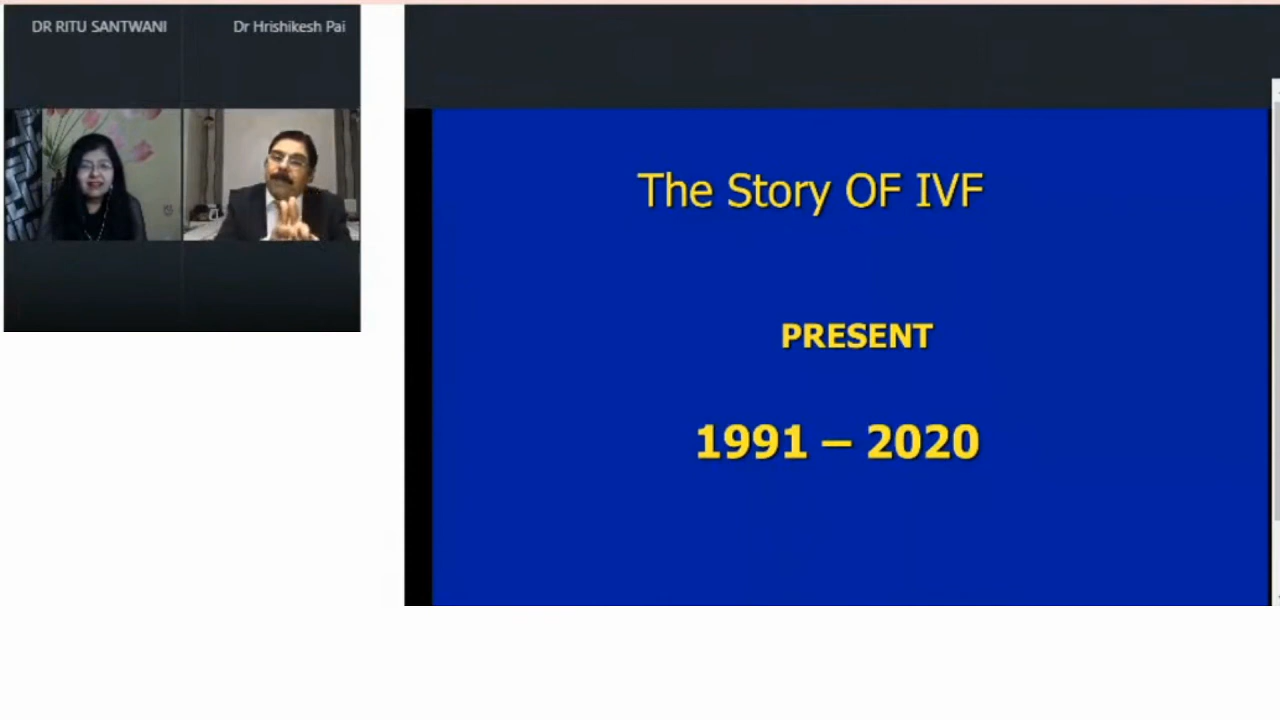 DR RITU SANTWANI
Dr Hrishikesh Pai
The Story OF IVF
PRESENT
1991 – 2020